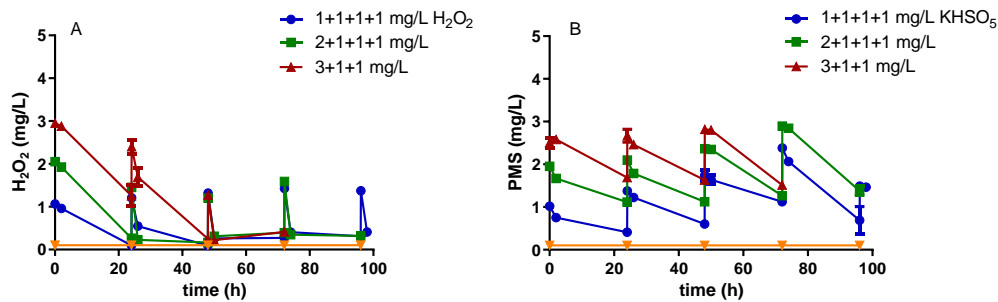 A
1+1+1+1 mg/L H₂O₂
2+1+1+1 mg/L
3+1+1 mg/L
H₂O₂ (mg/L)
5
4
3
2
1
0
0 20 40 60 80 100
time (h)
B
1+1+1+1 mg/L KHSO₅
2+1+1+1 mg/L
3+1+1 mg/L
PMS (mg/L)
5
4
3
2
1
0
0 20 40 60 80 100
time (h)